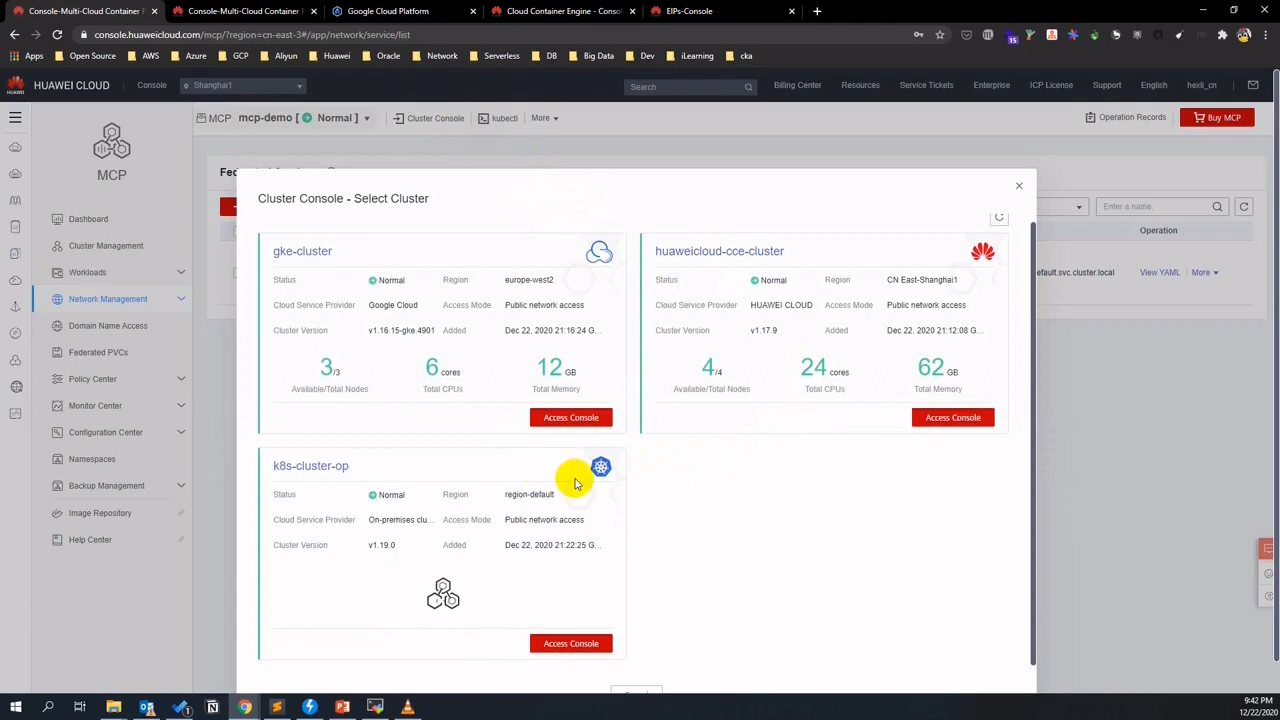 Console-Multi-Cloud Container
Console-Multi-Cloud Container
Google Cloud Platform
Cloud Container Engine - Conso
EIPs-Console
console.huaweicloud.com/mcp/?region=cn-east-3#/app/network/service/list
15
Apps
Open Source
AWS
Azure
GCP
Aliyun
Huawei
Oracle
Network
Serverless
DB
Big Data
Dev
iLearning
cka
HUAWEI CLOUD
Console
Shanghai1
Search
Billing Center
Resources
Service Tickets
Enterprise
ICP License
Support
English
hexli_cn
MCP
mcp-demo [ Normal ]
Cluster Console
kubectl
More
Operation Records
Buy MCP
MCP
Dashboard
Cluster Management
Workloads
Network Management
Domain Name Access
Federated PVCs
Policy Center
Monitor Center
Configuration Center
Namespaces
Backup Management
Image Repository
Help Center
Enter a name.
Operation
efault.svc.cluster.local
View YAML
More
Cluster Console - Select Cluster
gke-cluster
Status Normal Region europe-west2
Cloud Service Provider Google Cloud Access Mode Public network access
Cluster Version v1.16.15-gke.4901 Added Dec 22, 2020 21:16:24 G...
3/3 6 cores 12 GB
Available/Total Nodes Total CPUs Total Memory
Access Console
huaweicloud-cce-cluster
Status Normal Region CN East-Shanghai1
Cloud Service Provider HUAWEI CLOUD Access Mode Public network access
Cluster Version v1.17.9 Added Dec 22, 2020 21:12:08 G...
4/4 24 cores 62 GB
Available/Total Nodes Total CPUs Total Memory
Access Console
k8s-cluster-op
Status Normal Region region-default
Cloud Service Provider On-premises clu... Access Mode Public network access
Cluster Version v1.19.0 Added Dec 22, 2020 21:22:25 G...
Access Console
9:42 PM
12/22/2020